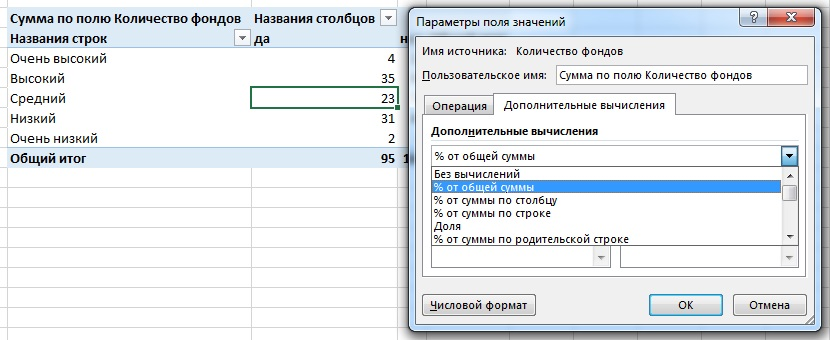 Сумма по полю Количество фондов Названия столбцов
Названия строк да
Очень высокий 4
Высокий 35
Средний 23
Низкий 31
Очень низкий 2
Общий итог 95
Параметры поля значений
Имя источника: Количество фондов
Пользовательское имя: Сумма по полю Количество фондов
Операция Дополнительные вычисления
Дополнительные вычисления
% от общей суммы
Без вычислений
% от общей суммы
% от суммы по столбцу
% от суммы по строке
Доля
% от суммы по родительской строке
Числовой формат ОК Отмена